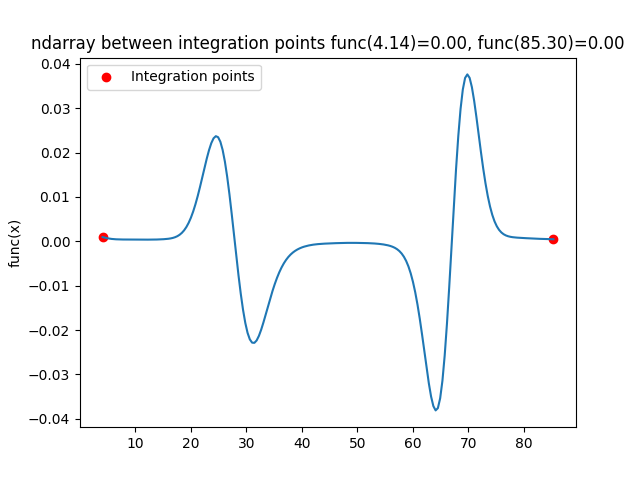 ndarray between integration points func(4.14)=0.00, func(85.30)=0.00
Integration points
func(x)
0.04
0.03
0.02
0.01
0.00
−0.01
−0.02
−0.03
−0.04
10 20 30 40 50 60 70 80